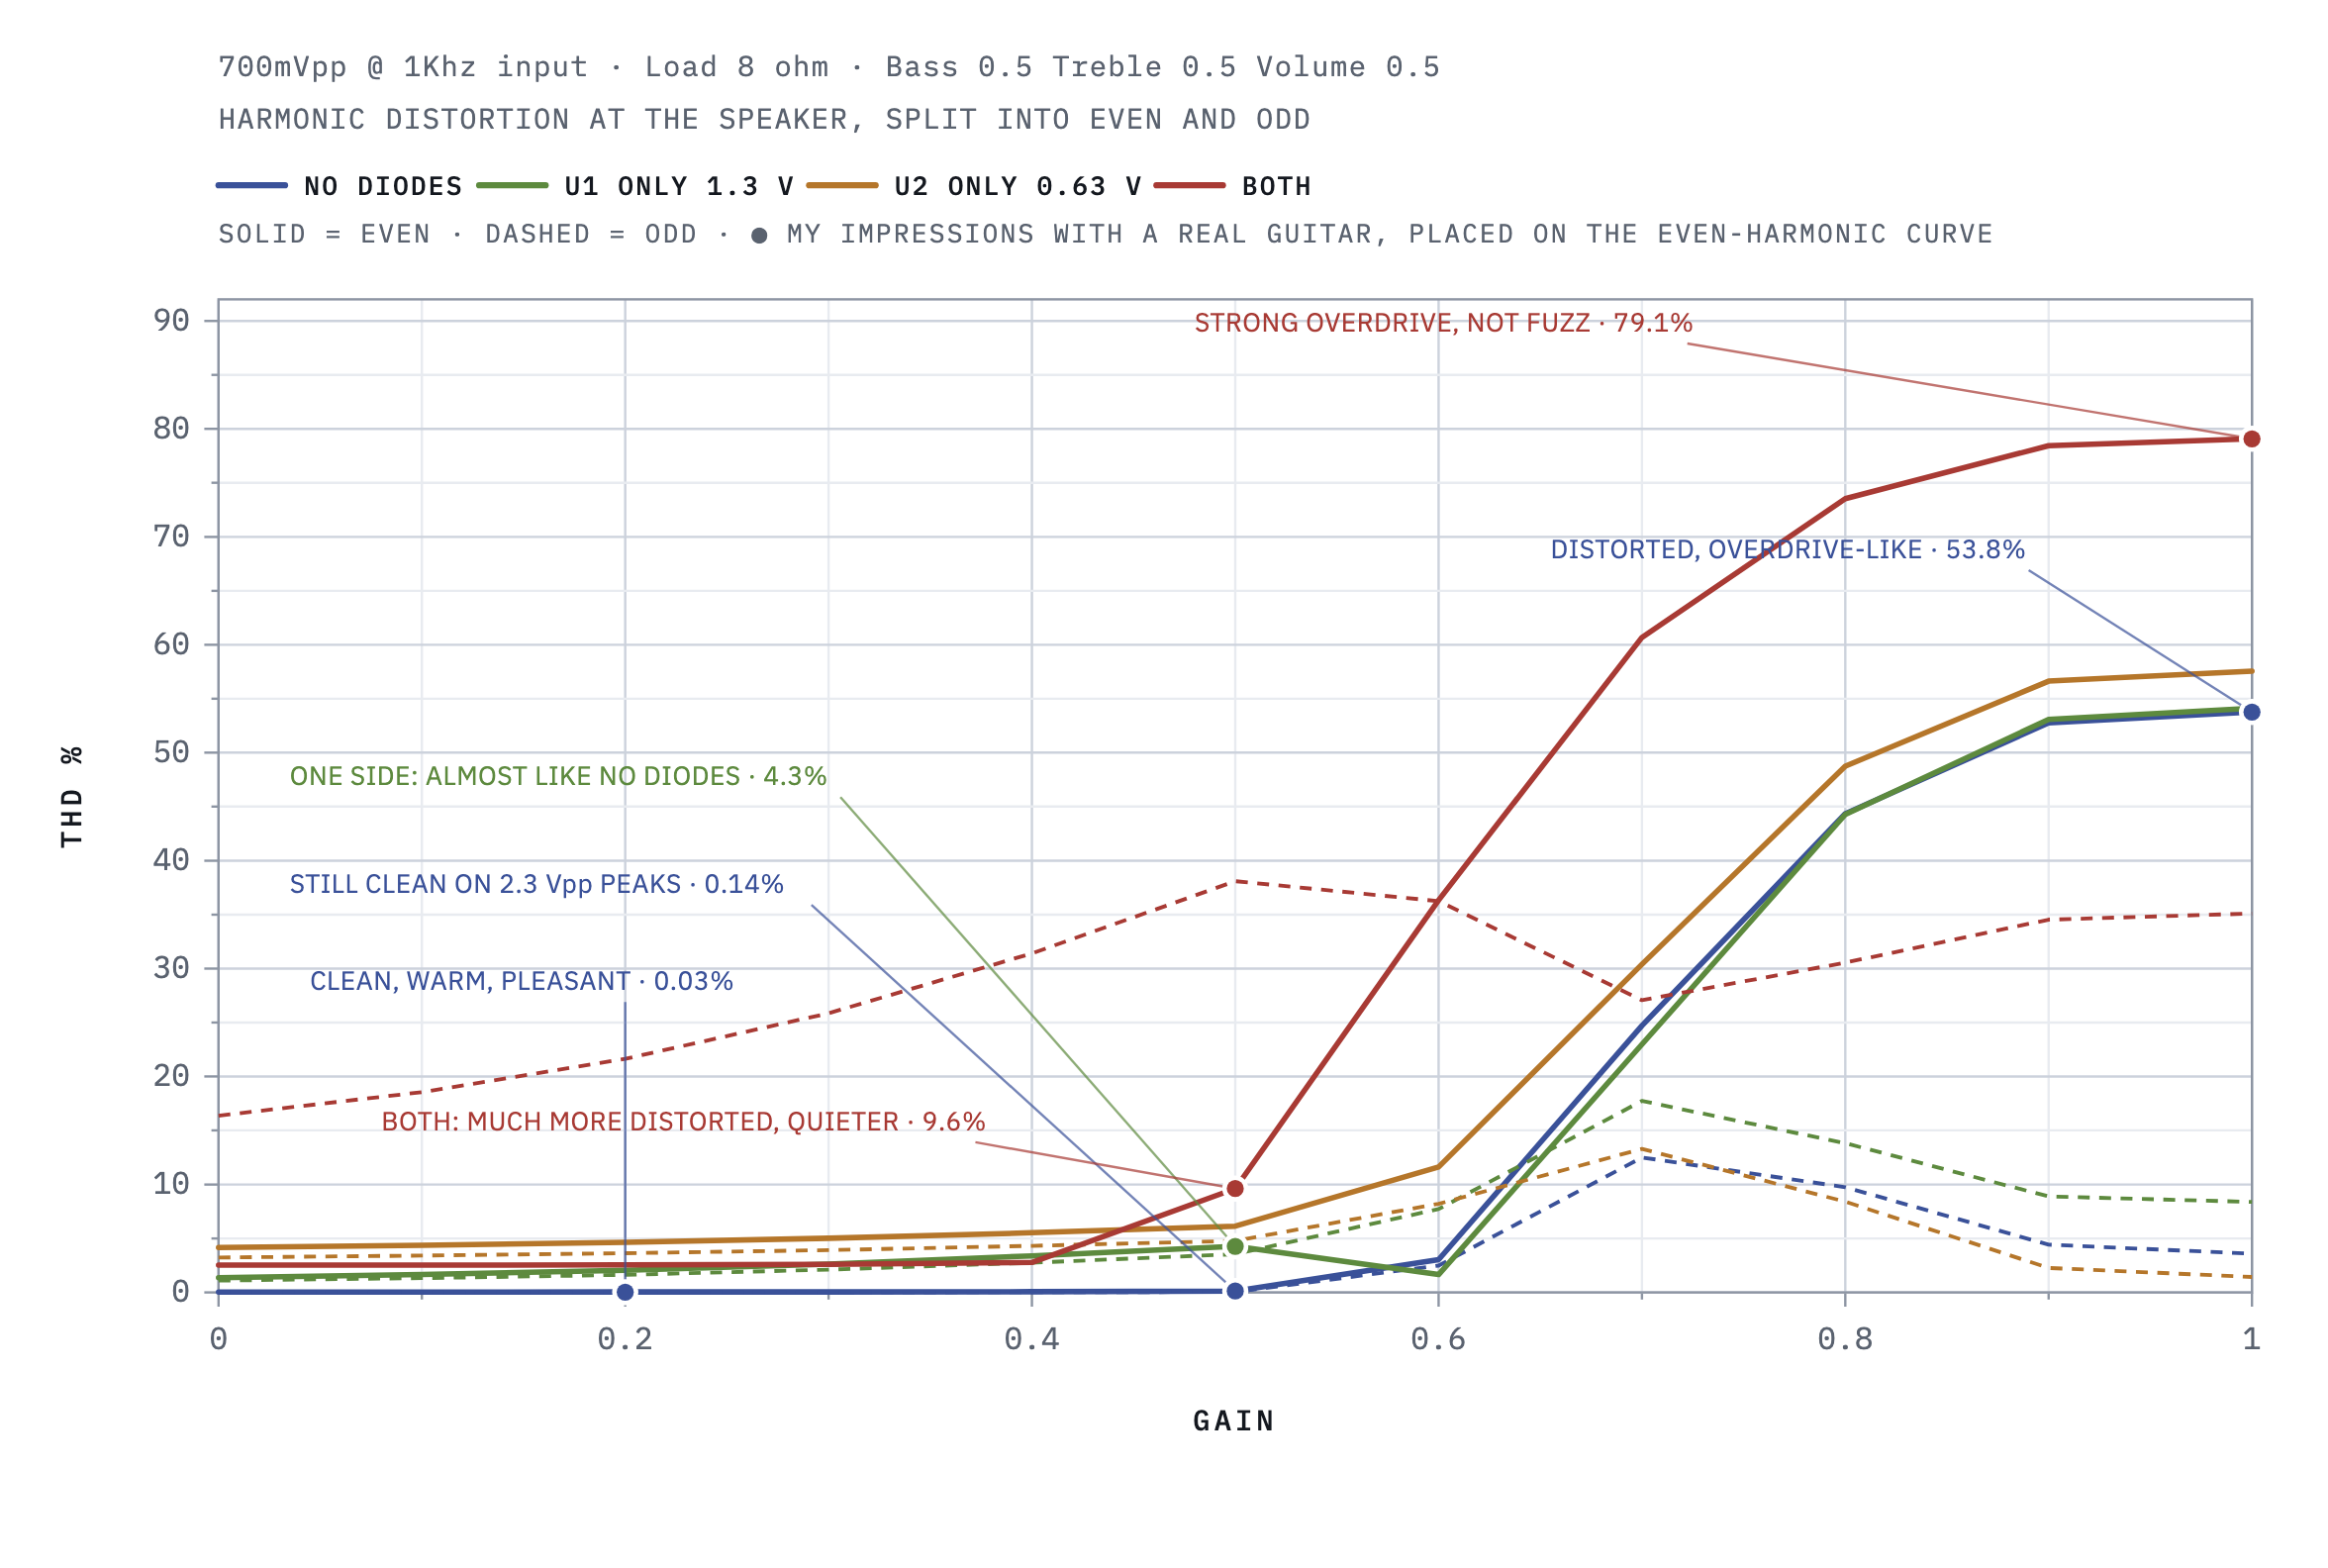 700mVpp @ 1Khz input · Load 8 ohm · Bass 0.5 Treble 0.5 Volume 0.5
HARMONIC DISTORTION AT THE SPEAKER, SPLIT INTO EVEN AND ODD
NO DIODES U1 ONLY 1.3 V U2 ONLY 0.63 V BOTH
SOLID = EVEN · DASHED = ODD · ● MY IMPRESSIONS WITH A REAL GUITAR, PLACED ON THE EVEN-HARMONIC CURVE
90
STRONG OVERDRIVE, NOT FUZZ · 79.1%
80
70
DISTORTED, OVERDRIVE-LIKE · 53.8%
60
50
THD %
ONE SIDE: ALMOST LIKE NO DIODES · 4.3%
40
STILL CLEAN ON 2.3 Vpp PEAKS · 0.14%
30
CLEAN, WARM, PLEASANT · 0.03%
20
BOTH: MUCH MORE DISTORTED, QUIETER · 9.6%
10
0
0 0.2 0.4 0.6 0.8 1
GAIN